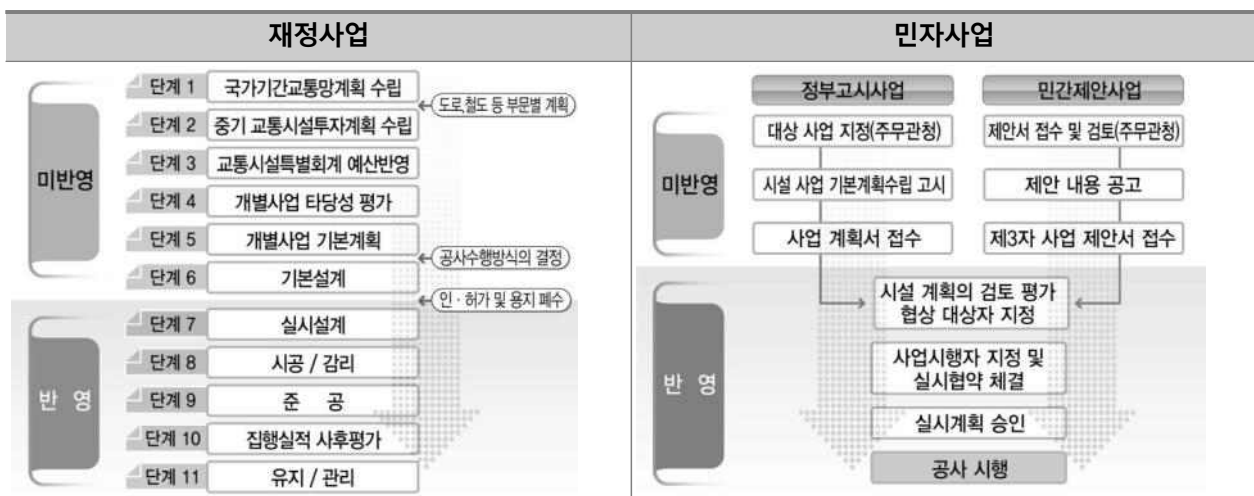 재정사업
민자사업
미반영
단계 1 국가기간교통망계획 수립
도로,철도 등 부문별 계획
단계 2 중기 교통시설투자계획 수립
단계 3 교통시설특별회계 예산반영
단계 4 개별사업 타당성 평가
단계 5 개별사업 기본계획
공사수행방식의 결정
단계 6 기본설계
인 · 허가 및 용지 폐수
반 영
단계 7 실시설계
단계 8 시공 / 감리
단계 9 준 공
단계 10 집행실적 사후평가
단계 11 유지 / 관리
정부고시사업 민간제안사업
미반영
대상 사업 지정(주무관청) 제안서 접수 및 검토(주무관청)
시설 사업 기본계획수립 고시 제안 내용 공고
사업 계획서 접수 제3자 사업 제안서 접수
반 영
시설 계획의 검토 평가
협상 대상자 지정
사업시행자 지정 및
실시협약 체결
실시계획 승인
공사 시행